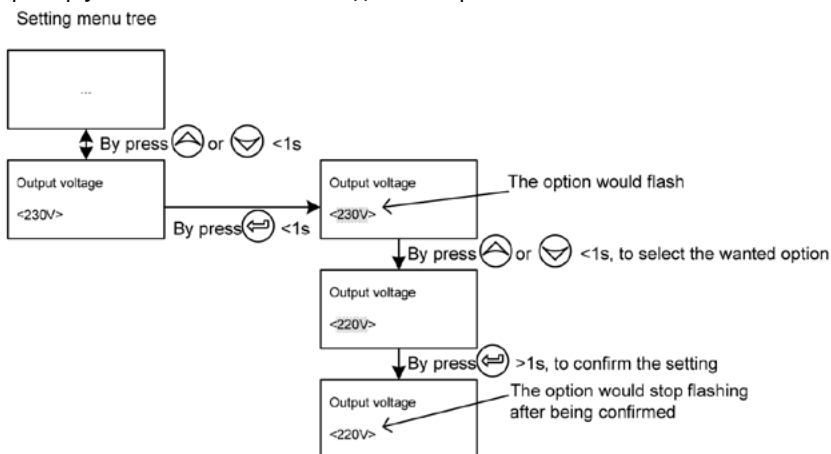 Setting menu tree
...
By press or <1s
Output voltage
<230V>
By press <1s
Output voltage
<230V>
The option would flash
By press or <1s, to select the wanted option
Output voltage
<220V>
By press >1s, to confirm the setting
Output voltage
<220V>
The option would stop flashing
after being confirmed